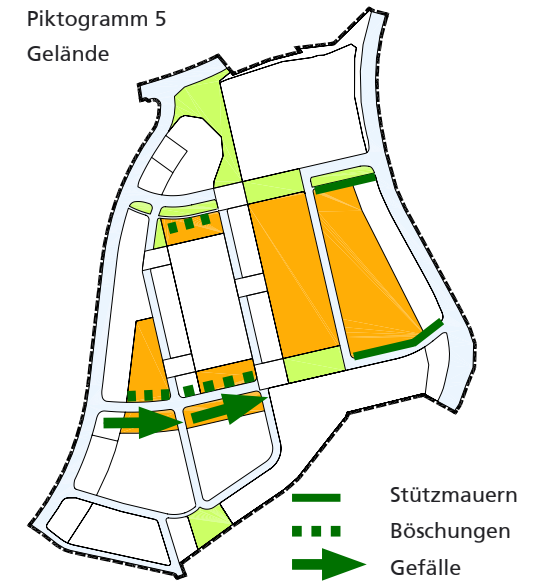 Piktogramm 5
Gelände
Stützmauern
Böschungen
Gefälle